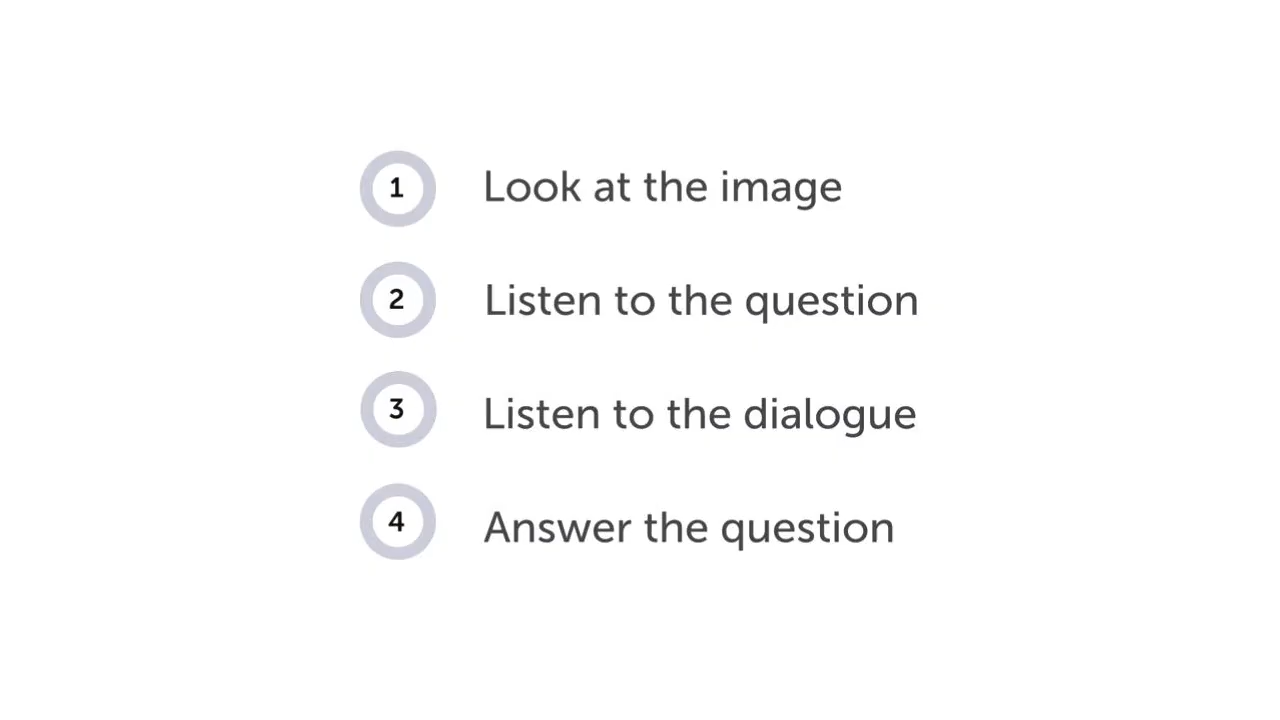 1 Look at the image
2 Listen to the question
3 Listen to the dialogue
4 Answer the question